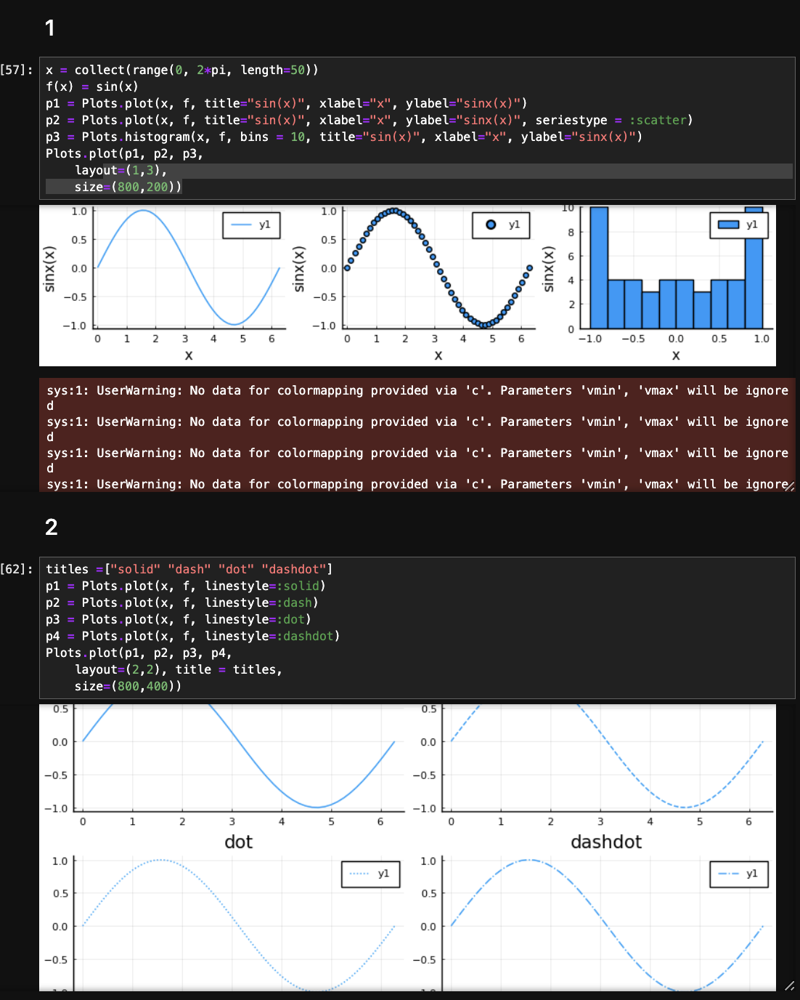 1
[57]:
x = collect(range(0, 2*pi, length=50))
f(x) = sin(x)
p1 = Plots.plot(x, f, title="sin(x)", xlabel="x", ylabel="sinx(x)")
p2 = Plots.plot(x, f, title="sin(x)", xlabel="x", ylabel="sinx(x)", seriestype = :scatter)
p3 = Plots.histogram(x, f, bins = 10, title="sin(x)", xlabel="x", ylabel="sinx(x)")
Plots.plot(p1, p2, p3,
    layout=(1,3),
    size=(800,200))
sinx(x)
1.0
0.5
0.0
−0.5
−1.0
y1
0 1 2 3 4 5 6
x
sinx(x)
1.0
0.5
0.0
−0.5
−1.0
y1
0 1 2 3 4 5 6
x
sinx(x)
10
8
6
4
2
0
y1
−1.0 −0.5 0.0 0.5 1.0
x
sys:1: UserWarning: No data for colormapping provided via 'c'. Parameters 'vmin', 'vmax' will be ignore
d
sys:1: UserWarning: No data for colormapping provided via 'c'. Parameters 'vmin', 'vmax' will be ignore
d
sys:1: UserWarning: No data for colormapping provided via 'c'. Parameters 'vmin', 'vmax' will be ignore
d
sys:1: UserWarning: No data for colormapping provided via 'c'. Parameters 'vmin', 'vmax' will be ignore
2
[62]:
titles =["solid" "dash" "dot" "dashdot"]
p1 = Plots.plot(x, f, linestyle=:solid)
p2 = Plots.plot(x, f, linestyle=:dash)
p3 = Plots.plot(x, f, linestyle=:dot)
p4 = Plots.plot(x, f, linestyle=:dashdot)
Plots.plot(p1, p2, p3, p4,
    layout=(2,2), title = titles,
    size=(800,400))
0.5
0.0
−0.5
−1.0
0 1 2 3 4 5 6
0.5
0.0
−0.5
−1.0
0 1 2 3 4 5 6
dot
1.0
0.5
0.0
−0.5
−1.0
y1
dashdot
1.0
0.5
0.0
−0.5
−1.0
y1